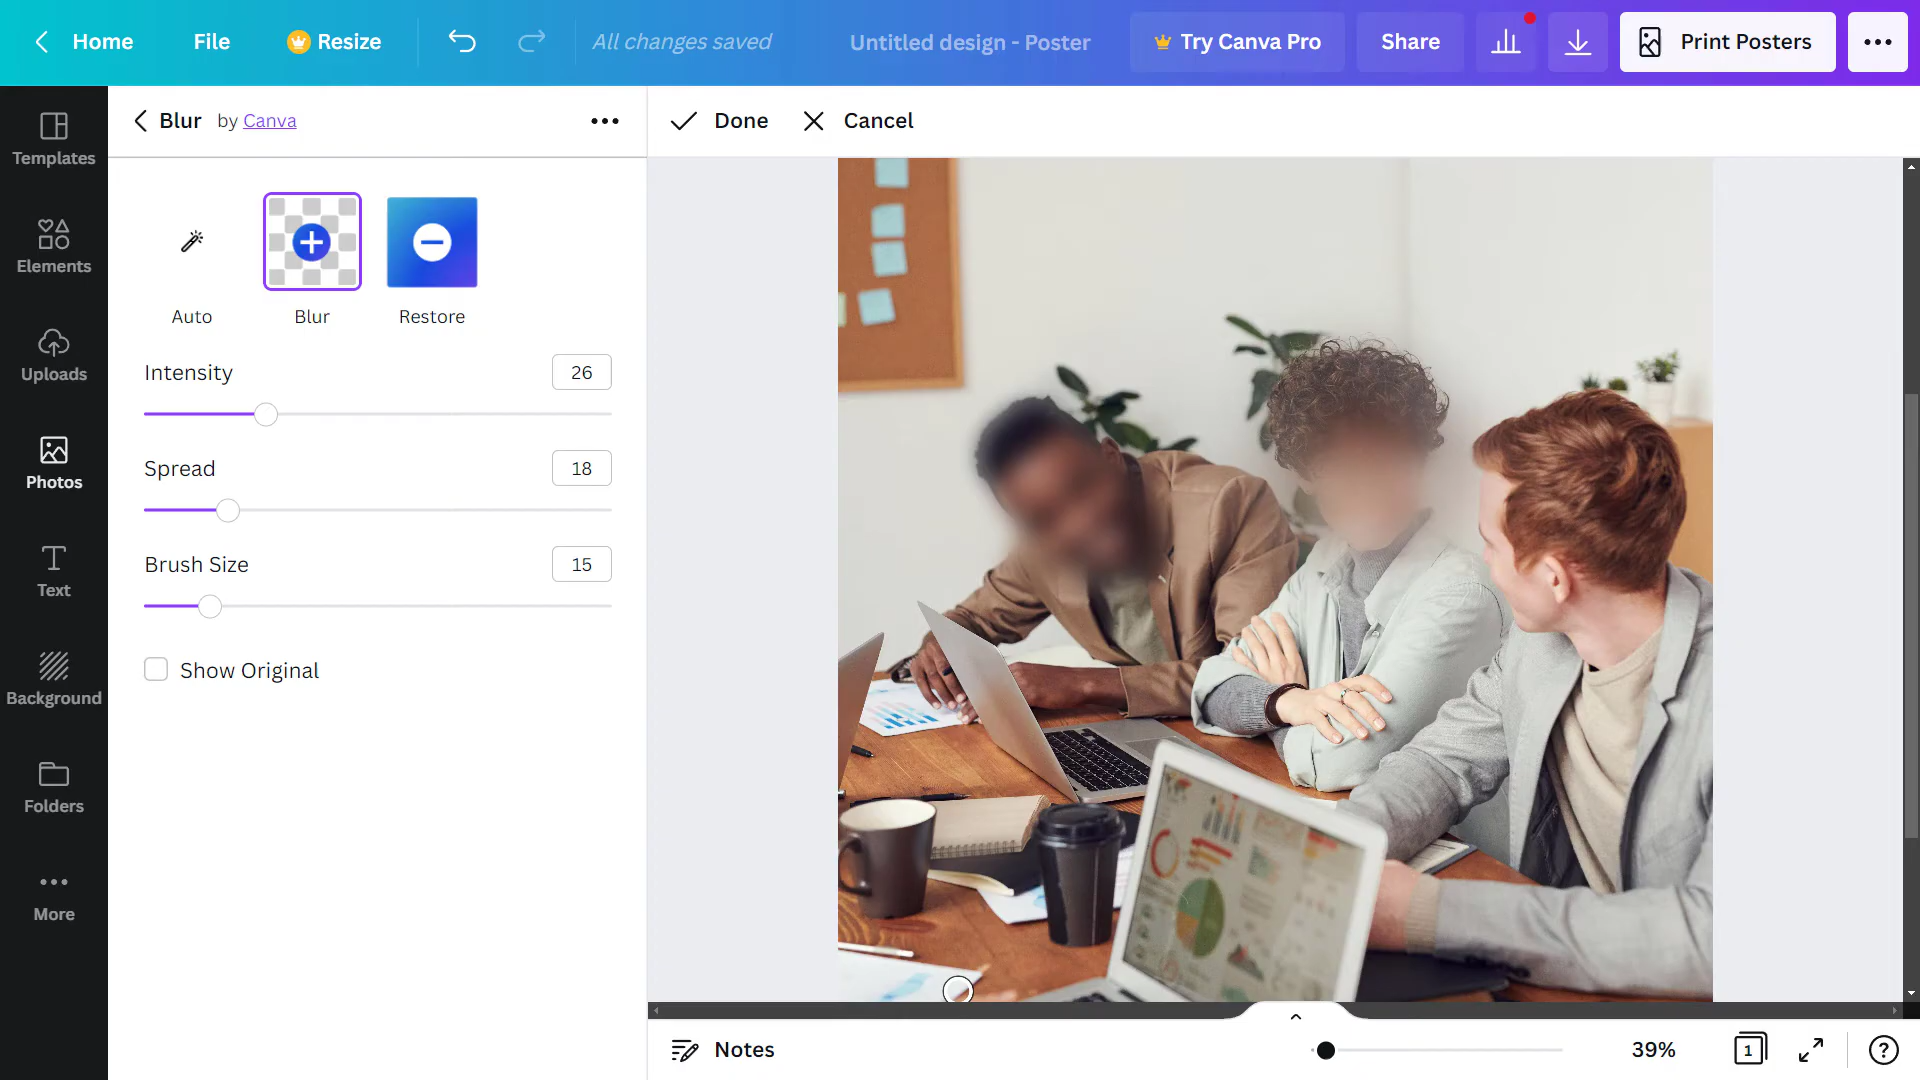 Home
File
Resize
All changes saved
Untitled design - Poster
Try Canva Pro
Share
Print Posters
Templates
Elements
Uploads
Photos
Text
Background
Folders
More
Blur by Canva
Done
Cancel
Auto
Blur
Restore
Intensity
26
Spread
18
Brush Size
15
Show Original
Notes
39%
1
?